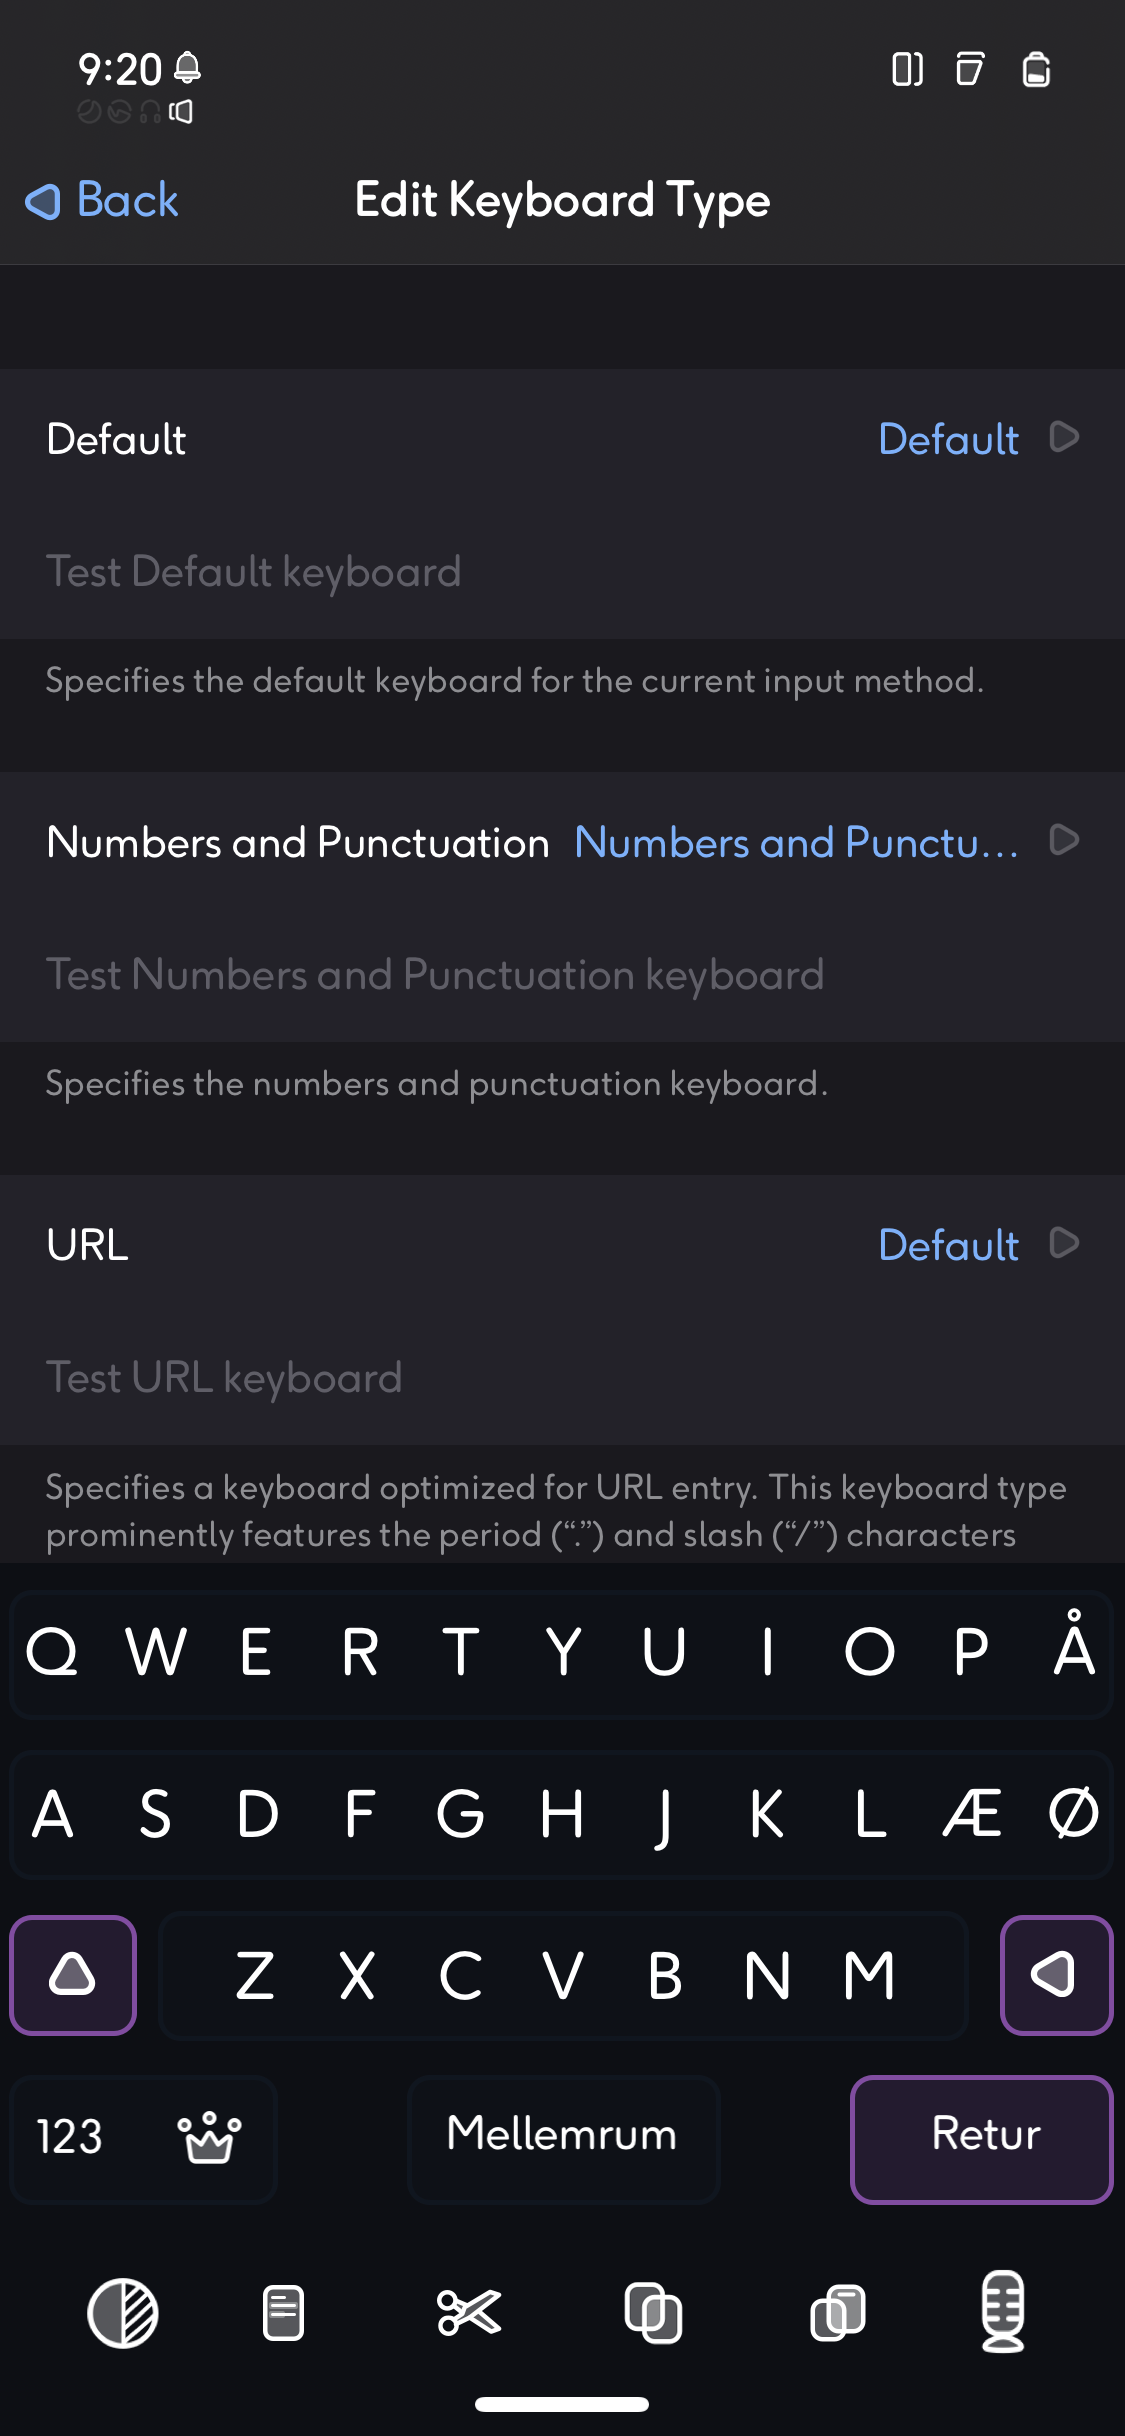 9:20
Back
Edit Keyboard Type
Default Default
Test Default keyboard
Specifies the default keyboard for the current input method.
Numbers and Punctuation Numbers and Punctu...
Test Numbers and Punctuation keyboard
Specifies the numbers and punctuation keyboard.
URL Default
Test URL keyboard
Specifies a keyboard optimized for URL entry. This keyboard type
prominently features the period (“.”) and slash (“/”) characters
Q W E R T Y U I O P Å
A S D F G H J K L Æ Ø
Z X C V B N M
123 Mellemrum Retur